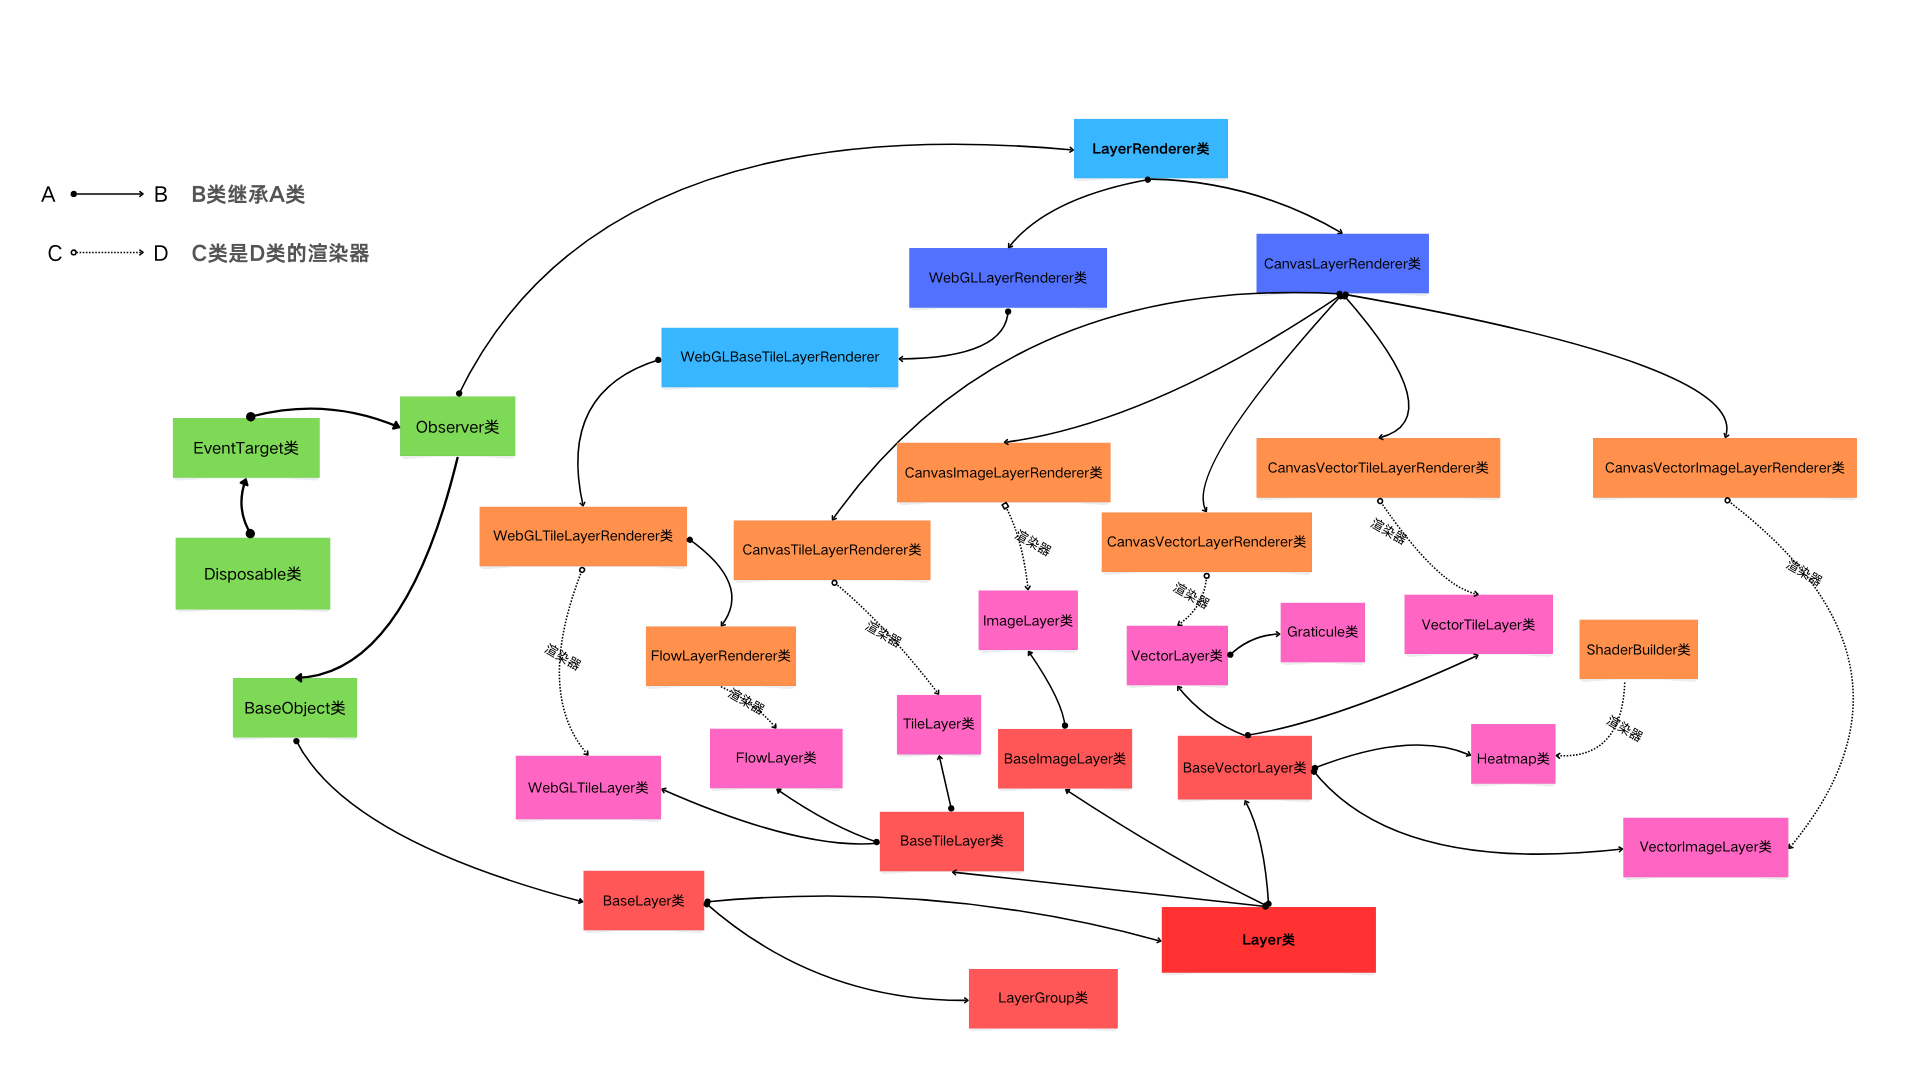 LayerRenderer类
A B B类继承A类
C D C类是D类的渲染器
WebGLLayerRenderer类
CanvasLayerRenderer类
WebGLBaseTileLayerRenderer
EventTarget类
Observer类
CanvasImageLayerRenderer类
CanvasVectorTileLayerRenderer类
CanvasVectorImageLayerRenderer类
WebGLTileLayerRenderer类
CanvasTileLayerRenderer类
CanvasVectorLayerRenderer类
渲染器
渲染器
Disposable类
渲染器
渲染器
ImageLayer类
Graticule类
VectorTileLayer类
渲染器
渲染器
FlowLayerRenderer类
VectorLayer类
ShaderBuilder类
BaseObject类
渲染器
TileLayer类
渲染器
WebGLTileLayer类
FlowLayer类
BaseImageLayer类
BaseVectorLayer类
Heatmap类
BaseTileLayer类
VectorImageLayer类
BaseLayer类
Layer类
LayerGroup类